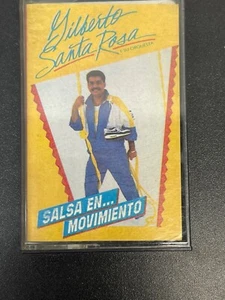 Gilberto
Santa Rosa
Y SU ORQUESTA
SALSA EN...
MOVIMIENTO